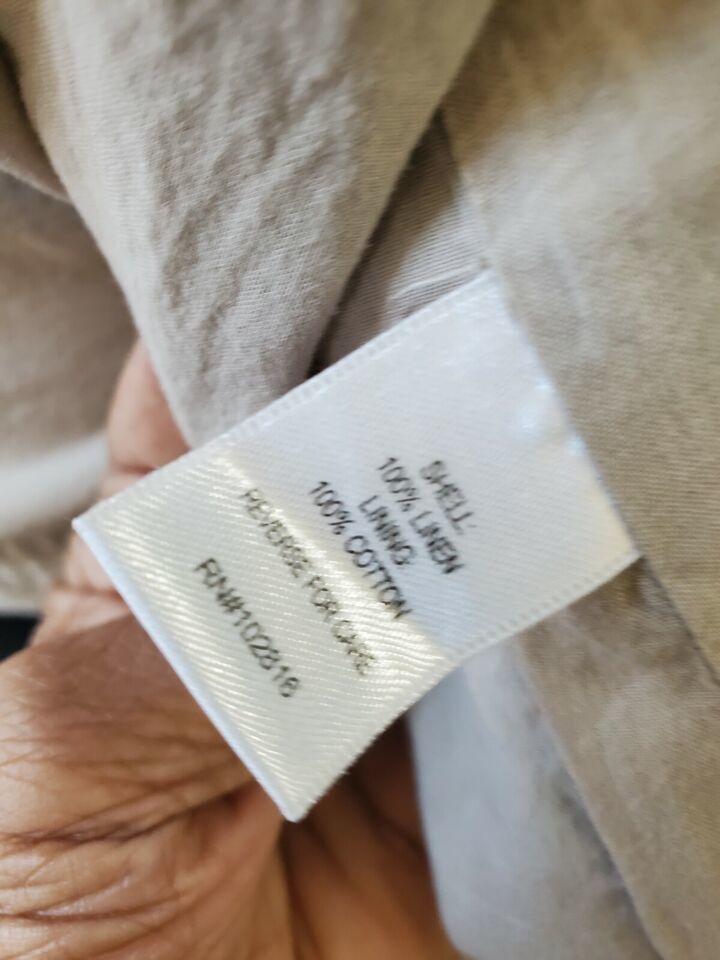 SHELL:
100% LINEN
LINING:
100% COTTON
REVERSE FOR CARE
RN#102816